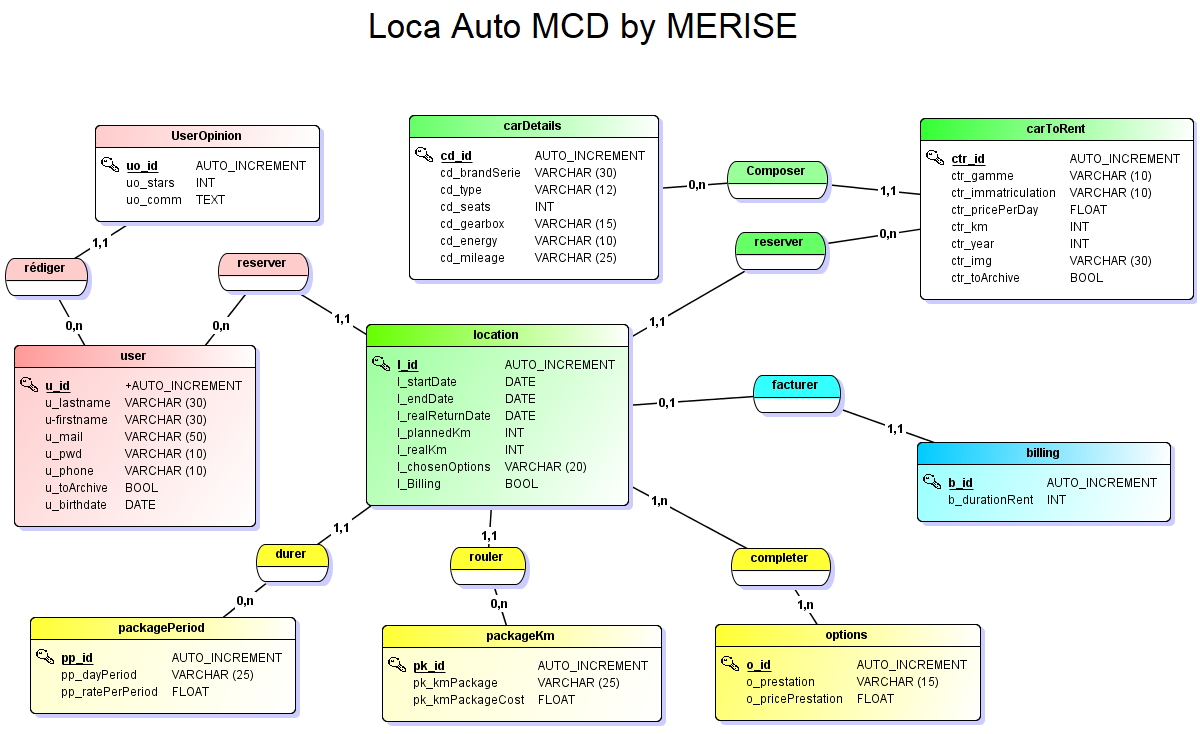 Loca Auto MCD by MERISE
UserOpinion
uo_id AUTO_INCREMENT
uo_stars INT
uo_comm TEXT
carDetails
cd_id AUTO_INCREMENT
cd_brandSerie VARCHAR (30)
cd_type VARCHAR (12)
cd_seats INT
cd_gearbox VARCHAR (15)
cd_energy VARCHAR (10)
cd_mileage VARCHAR (25)
carToRent
ctr_id AUTO_INCREMENT
ctr_gamme VARCHAR (10)
ctr_immatriculation VARCHAR (10)
ctr_pricePerDay FLOAT
ctr_km INT
ctr_year INT
ctr_img VARCHAR (30)
ctr_toArchive BOOL
0,n
Composer
1,1
1,1
rédiger
0,n
reserver
0,n
1,1
reserver
0,n
1,1
user
u_id +AUTO_INCREMENT
u_lastname VARCHAR (30)
u-firstname VARCHAR (30)
u_mail VARCHAR (50)
u_pwd VARCHAR (10)
u_phone VARCHAR (10)
u_toArchive BOOL
u_birthdate DATE
location
l_id AUTO_INCREMENT
l_startDate DATE
l_endDate DATE
l_realReturnDate DATE
l_plannedKm INT
l_realKm INT
l_chosenOptions VARCHAR (20)
l_Billing BOOL
0,1
facturer
1,1
billing
b_id AUTO_INCREMENT
b_durationRent INT
1,1
durer
0,n
1,1
rouler
0,n
1,n
completer
1,n
packagePeriod
pp_id AUTO_INCREMENT
pp_dayPeriod VARCHAR (25)
pp_ratePerPeriod FLOAT
packageKm
pk_id AUTO_INCREMENT
pk_kmPackage VARCHAR (25)
pk_kmPackageCost FLOAT
options
o_id AUTO_INCREMENT
o_prestation VARCHAR (15)
o_pricePrestation FLOAT